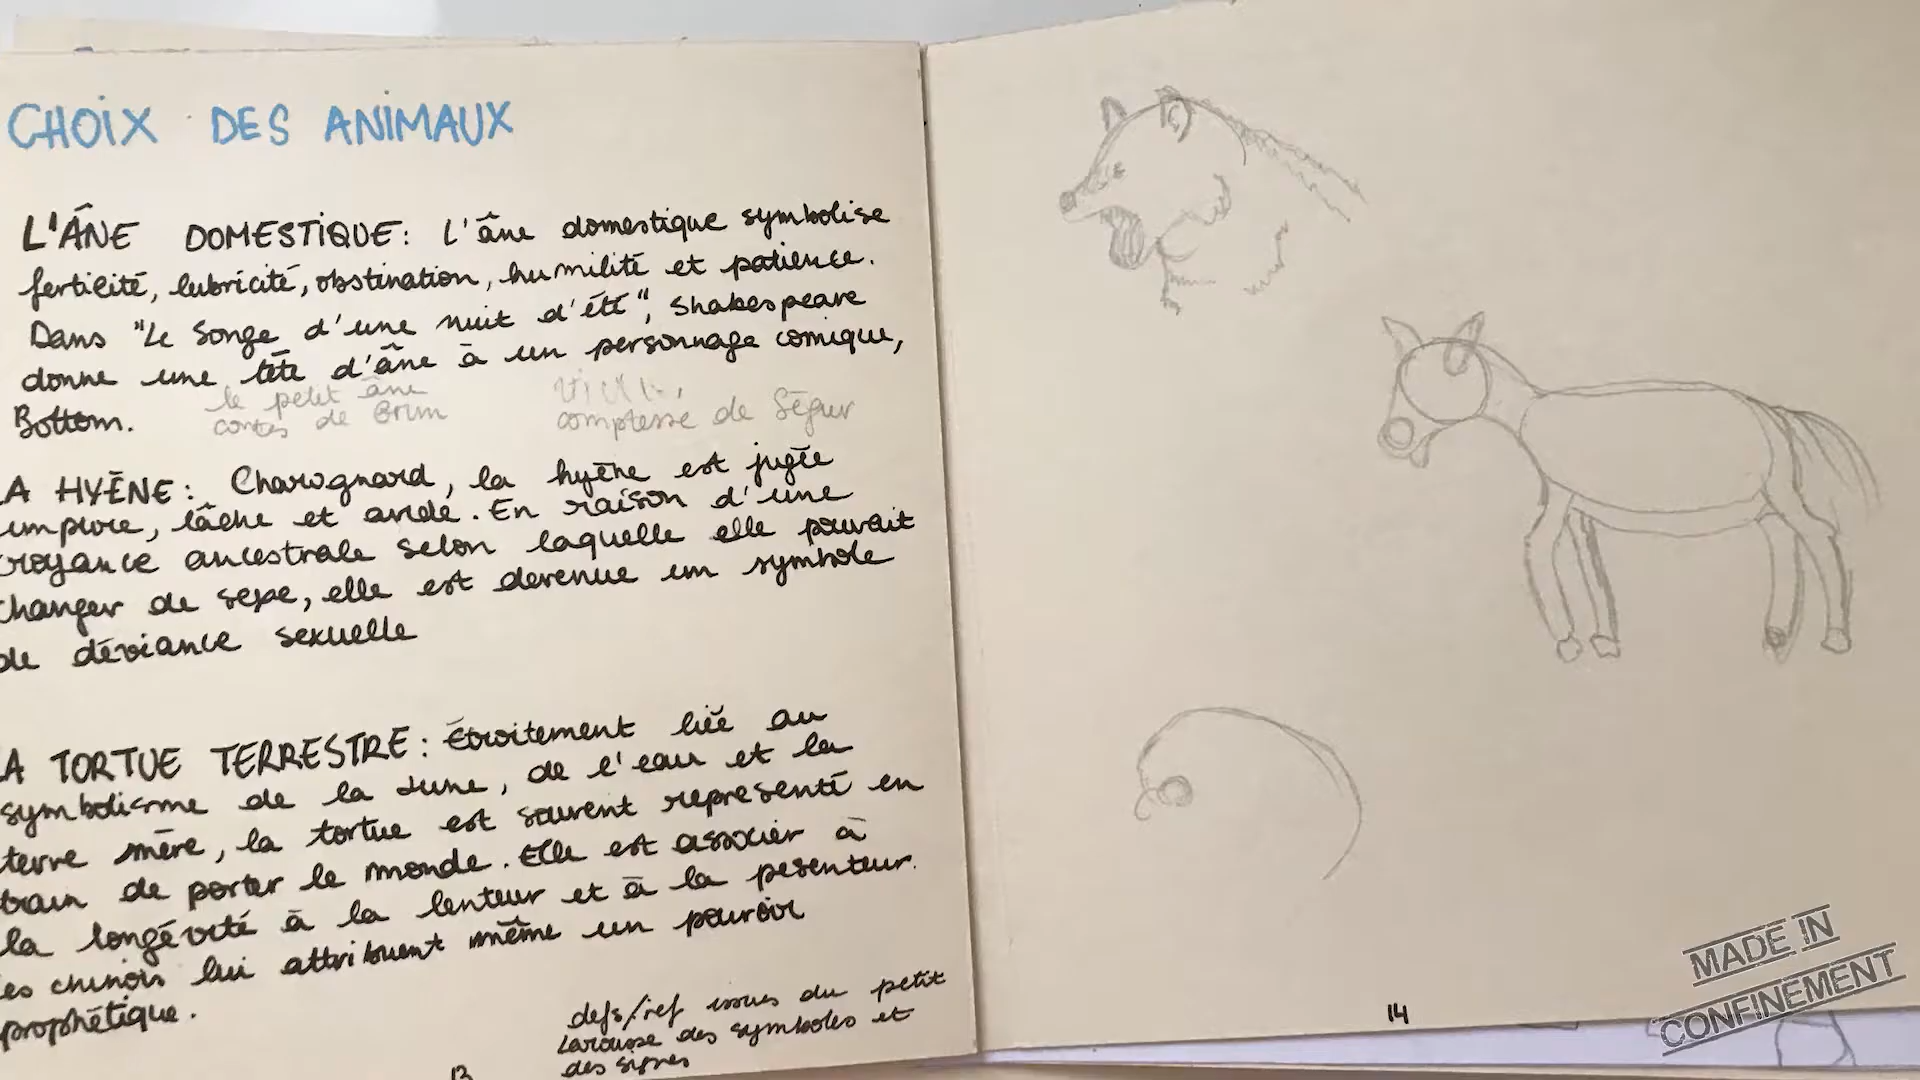 CHOIX DES ANIMAUX
L'ÂNE DOMESTIQUE: L'âne domestique symbolise
fertilité, lubricité, obstination, humilité et patience.
Dans "Le Songe d'une nuit d'été", Shakespeare
donne une tête d'âne à un personnage comique,
Bottom.
le petit âne
contes de Grim
comptesse de Ségur
LA HYÈNE: Charognard, la hyène est jugée
impure, lâche et avide. En raison d'une
croyance ancestrale selon laquelle elle pouvait
changer de sexe, elle est devenue un symbole
de déviance sexuelle
LA TORTUE TERRESTRE: Étroitement liée au
symbolisme de la Lune, de l'eau et la
terre mère, la tortue est souvent représenté en
train de porter le monde. Elle est associer à
la longévité à la lenteur et à la pesenteur.
les chinois lui attribuent même un pouvoir
prophétique.
defs/ref issues du petit
Larousse des symboles et
des signes
13
14
MADE IN
CONFINEMENT